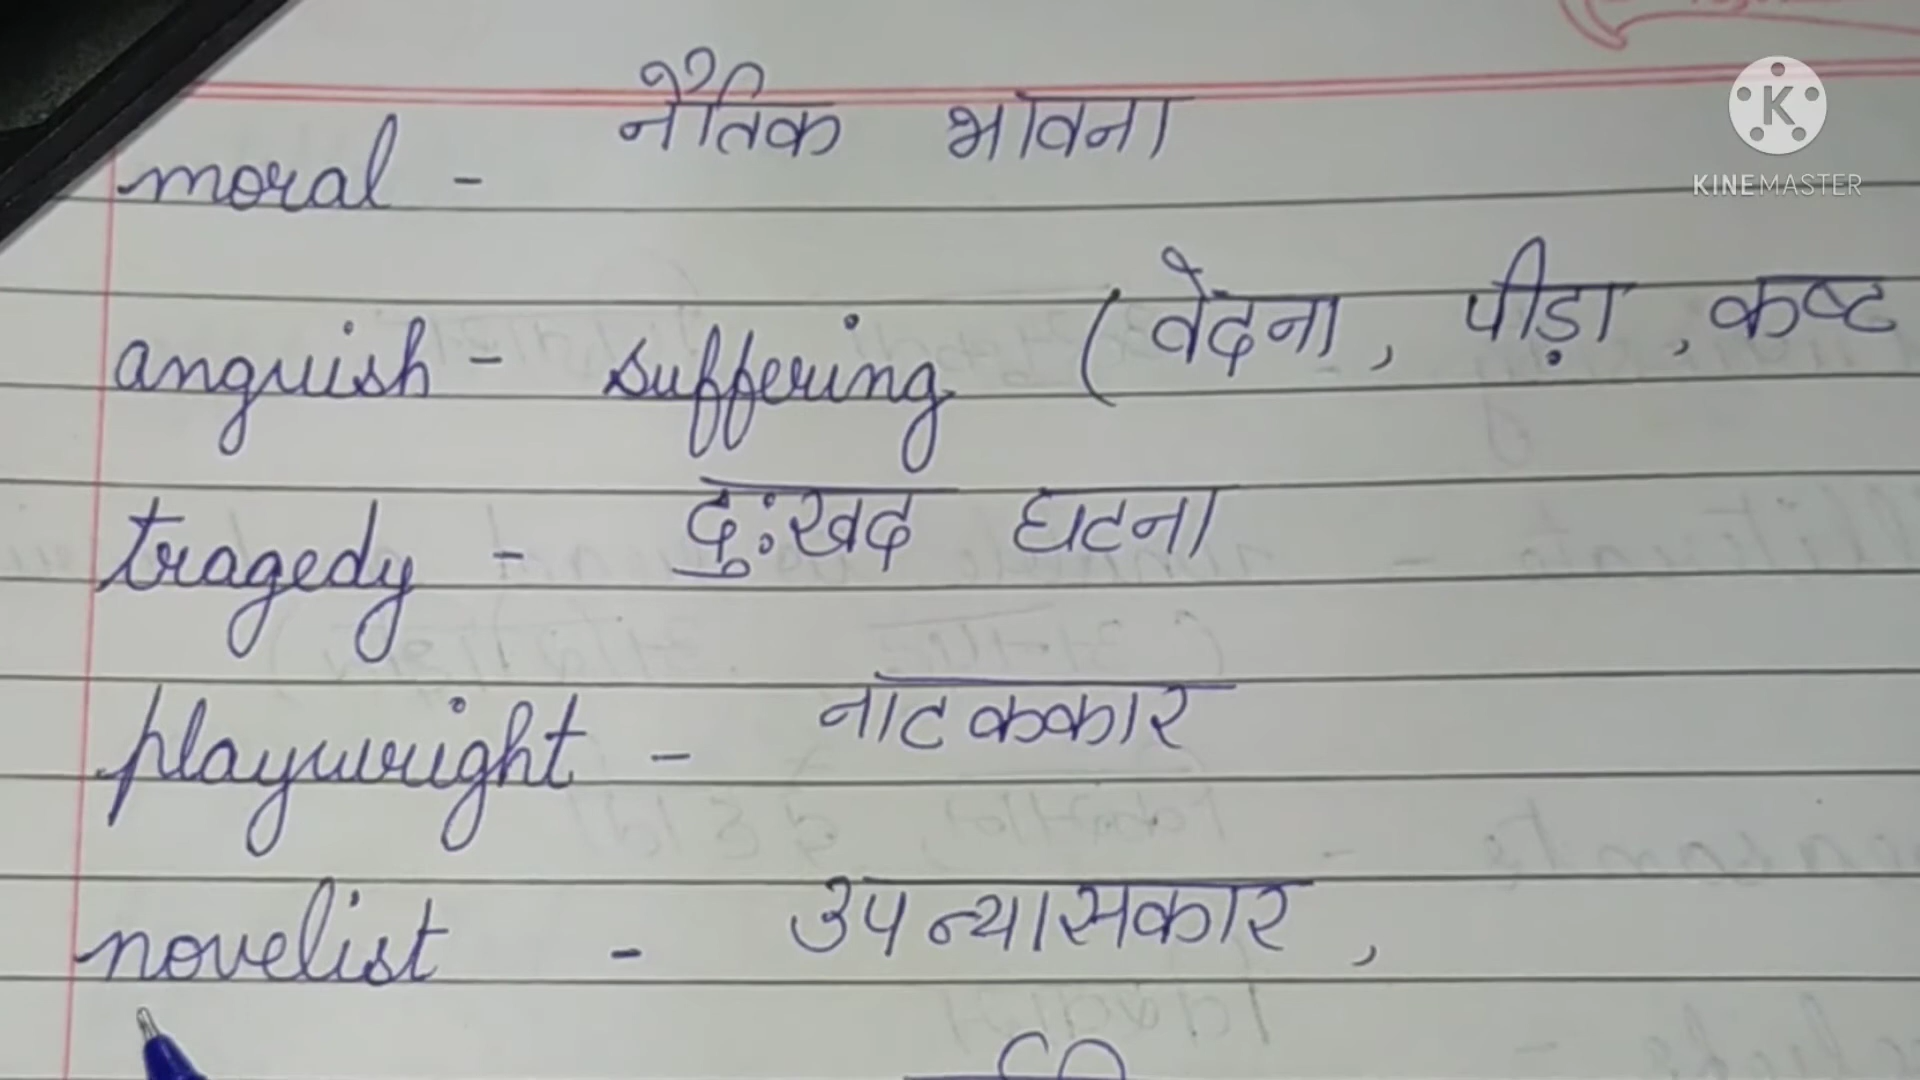 KINEMASTER
moral - नैतिक भावना
anguish - suffering (वेदना, पीड़ा, कष्ट
tragedy - दुःखद घटना
playwright - नाटककार
novelist - उपन्यासकार,